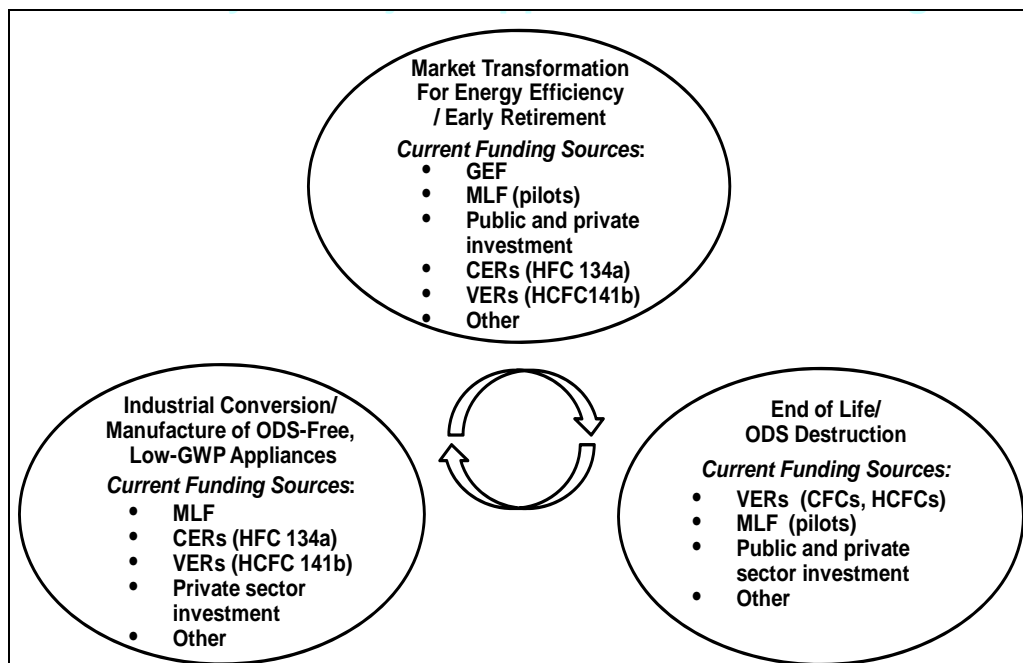 Market Transformation
For Energy Efficiency
/ Early Retirement
Current Funding Sources:
• GEF
• MLF (pilots)
• Public and private
investment
• CERs (HFC 134a)
• VERs (HCFC141b)
• Other
Industrial Conversion/
Manufacture of ODS-Free,
Low-GWP Appliances
Current Funding Sources:
• MLF
• CERs (HFC 134a)
• VERs (HCFC 141b)
• Private sector
investment
• Other
End of Life/
ODS Destruction
Current Funding Sources:
• VERs (CFCs, HCFCs)
• MLF (pilots)
• Public and private
sector investment
• Other